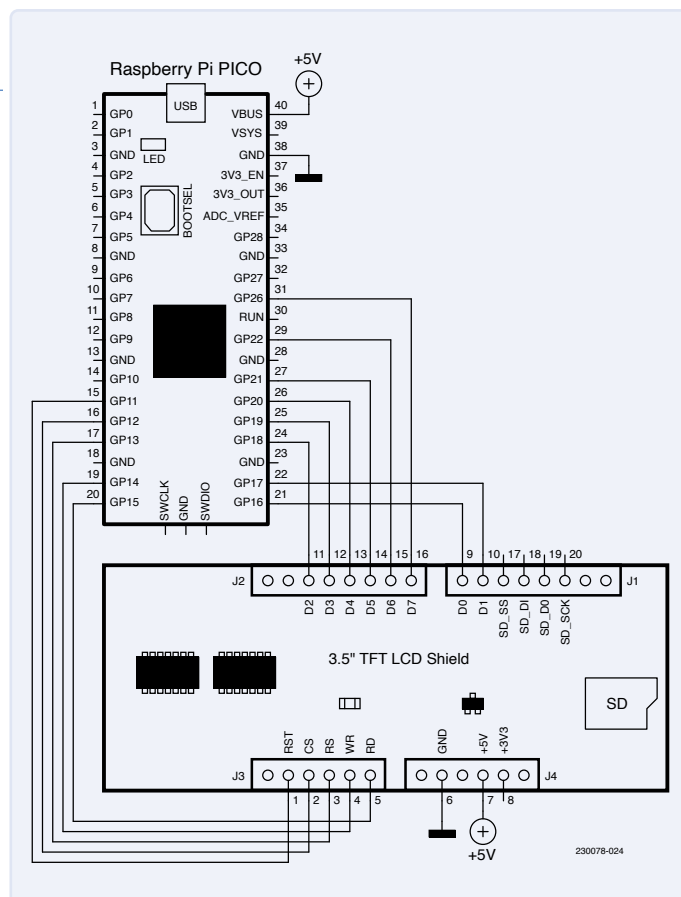 +5V
Raspberry Pi PICO
USB
1 GP0 VBUS 40
2 GP1 VSYS 39
3 GND GND 38
LED
4 GP2 3V3_EN 37
5 GP3 3V3_OUT 36
6 GP4 ADC_VREF 35
BOOTSEL
7 GP5 GP28 34
8 GND GND 33
9 GP6 GP27 32
10 GP7 GP26 31
11 GP8 RUN 30
12 GP9 GP22 29
13 GND GND 28
14 GP10 GP21 27
15 GP11 GP20 26
16 GP12 GP19 25
17 GP13 GP18 24
18 GND GND 23
19 GP14 GP17 22
20 GP15 GP16 21
SWCLK
GND
SWDIO
11 12 13 14 15 16 9 10 17 18 19 20
J2 J1
D2 D3 D4 D5 D6 D7 D0 D1 SD_SS SD_DI SD_D0 SD_SCK
3.5" TFT LCD Shield
SD
RST CS RS WR RD GND +5V +3V3
J3 J4
1 2 3 4 5 6 7 8
+5V
230078-024